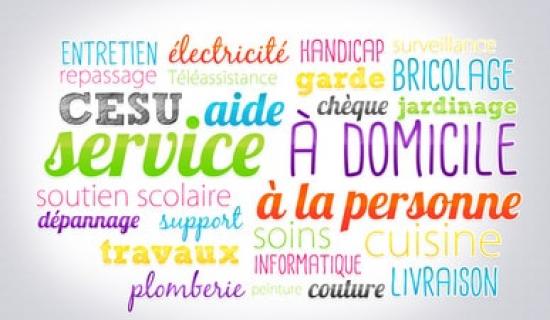 ENTRETIEN électricité HANDICAP surveillance
repassage Téléassistance garde BRICOLAGE
CESU aide chèque jardinage
service À DOMICILE
soutien scolaire à la personne
dépannage support soins cuisine
travaux INFORMATIQUE LIVRAISON
plomberie peinture couture